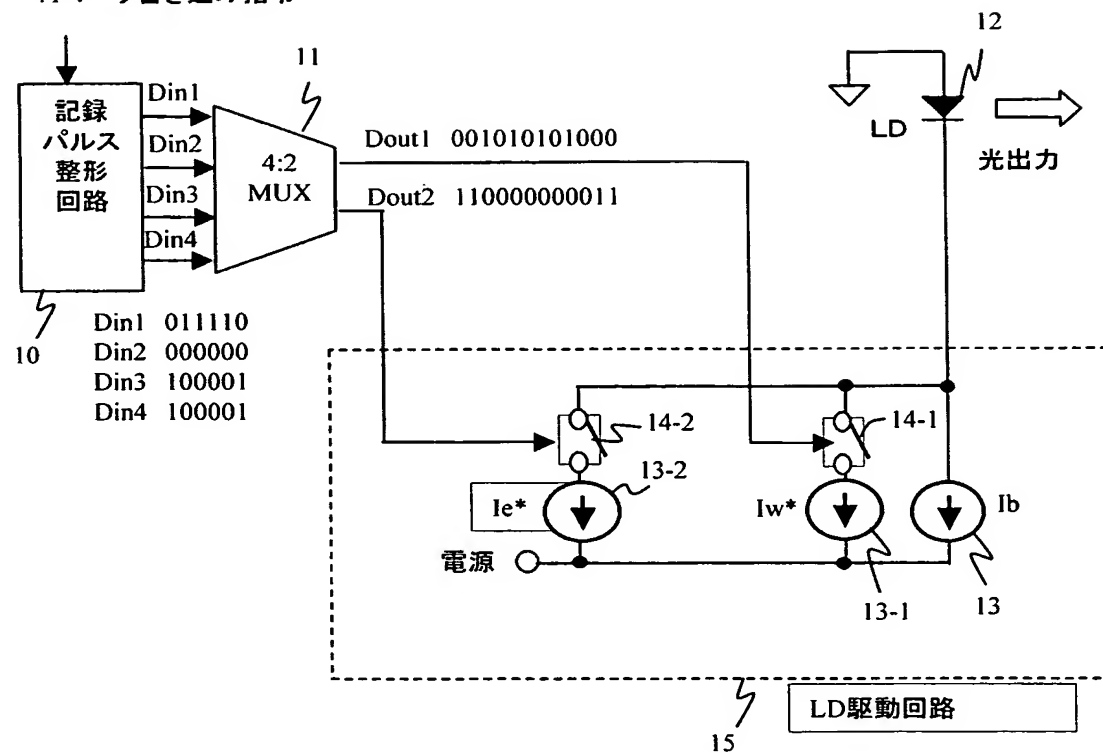 11
12
記録
パルス
整形
回路
Din1
Din2
Din3
Din4
4:2
MUX
Dout1 001010101000
Dout2 110000000011
LD
光出力
10
Din1 011110
Din2 000000
Din3 100001
Din4 100001
14-2
14-1
13-2
Ie*
Iw*
Ib
電源
13-1
13
15
LD駆動回路